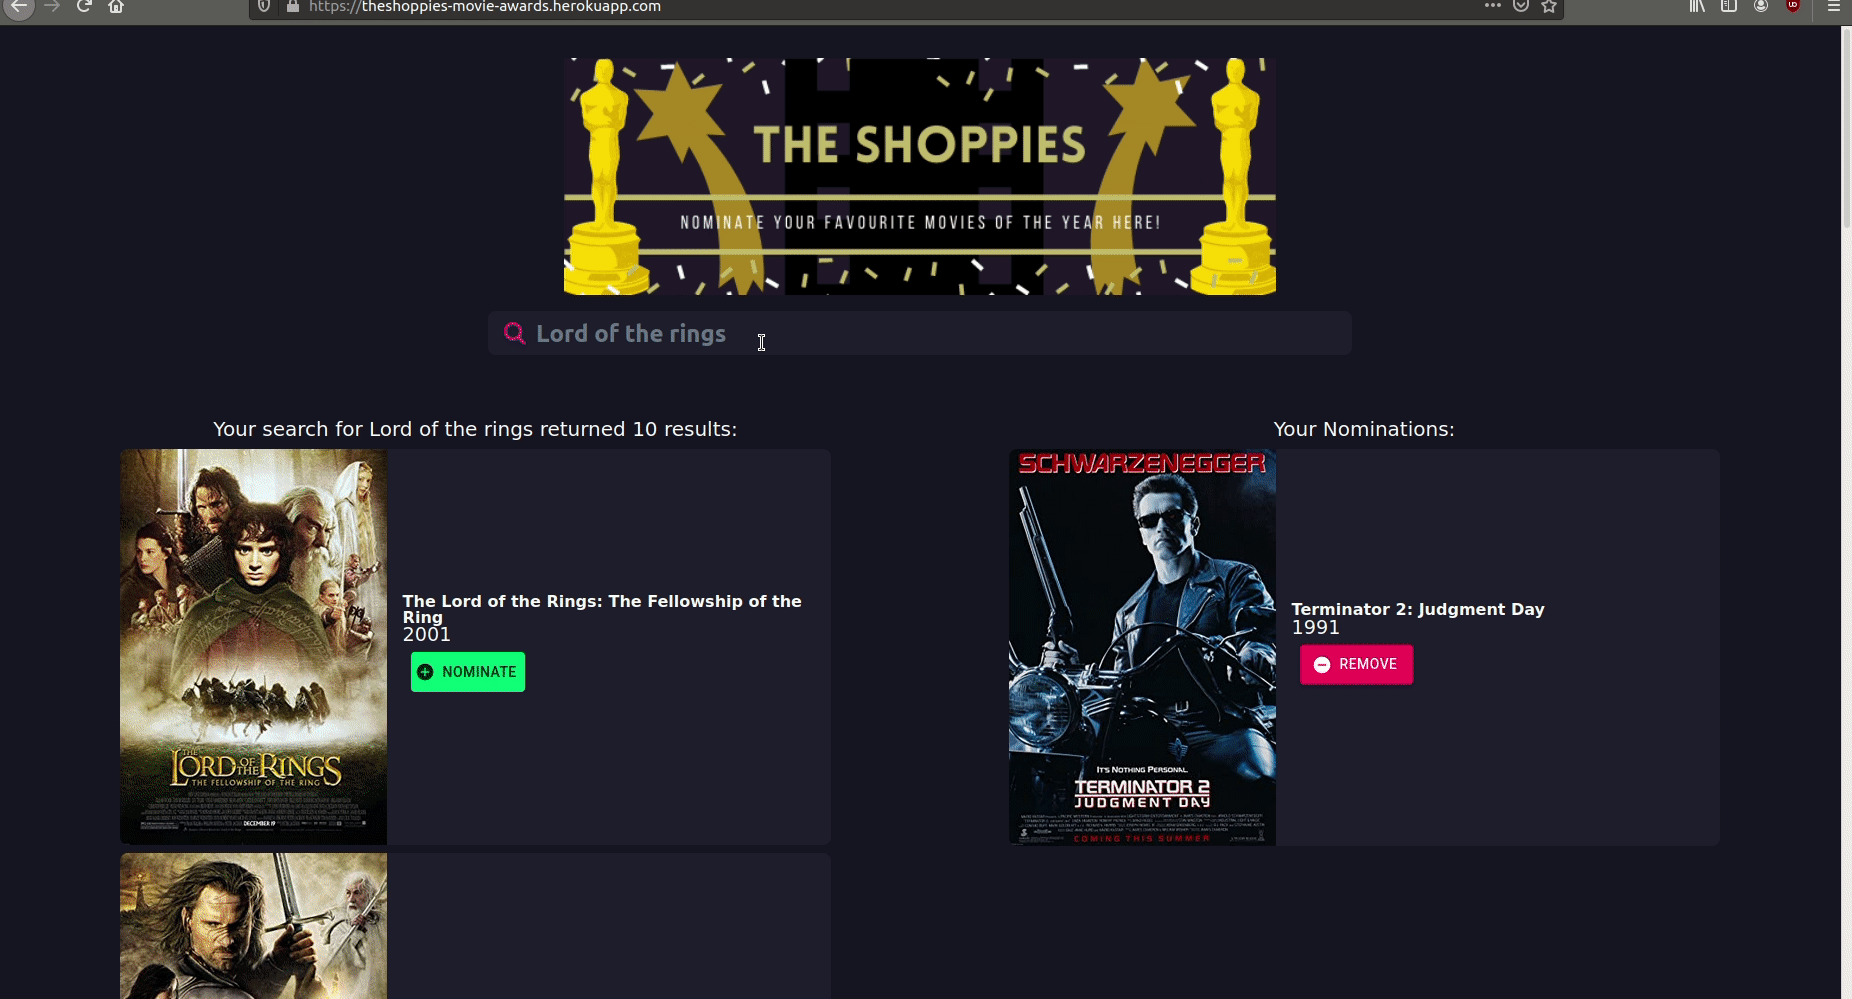 https://theshoppies-movie-awards.herokuapp.com
THE SHOPPIES
NOMINATE YOUR FAVOURITE MOVIES OF THE YEAR HERE!
Lord of the rings
Your search for Lord of the rings returned 10 results:
The Lord of the Rings: The Fellowship of the
Ring
2001
NOMINATE
THE
LORD OF THE RINGS
THE FELLOWSHIP OF THE RING
DECEMBER 19
Your Nominations:
SCHWARZENEGGER
Terminator 2: Judgment Day
1991
REMOVE
IT'S NOTHING PERSONAL.
TERMINATOR 2
JUDGMENT DAY
COMING THIS SUMMER